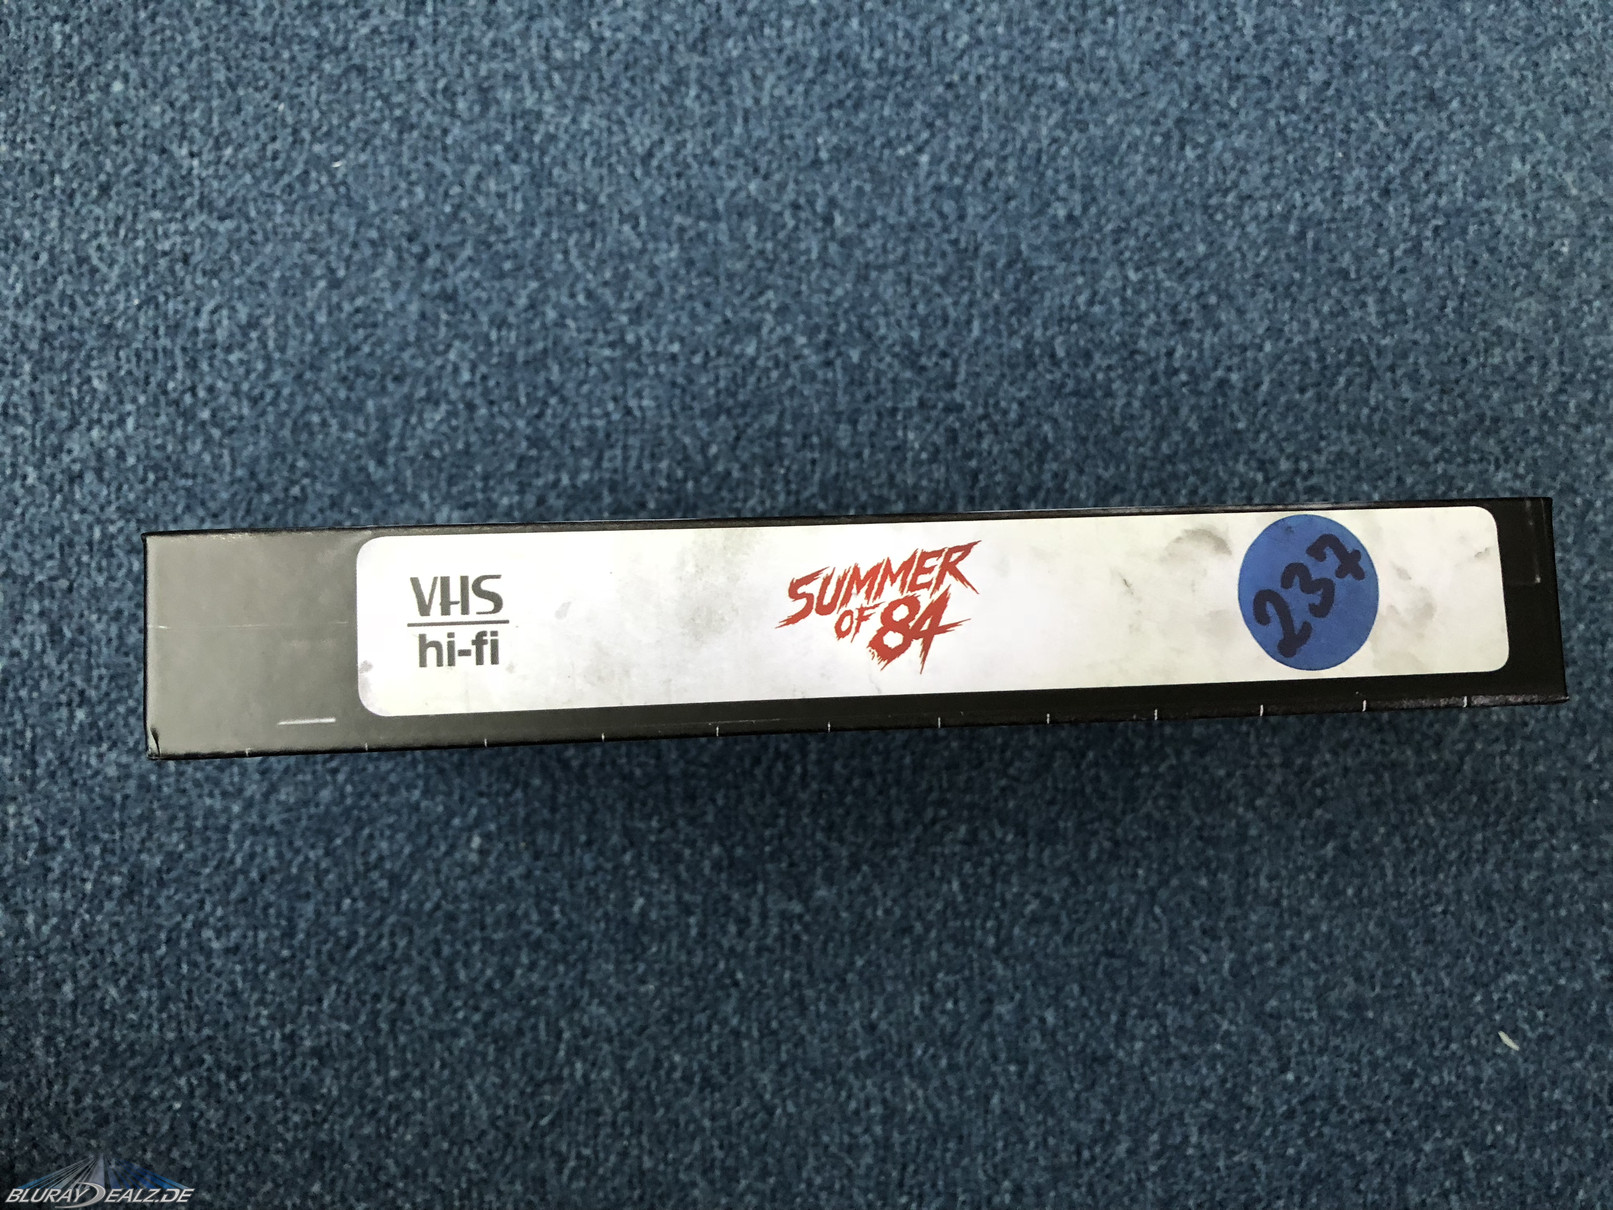 VHS
hi-fi
SUMMER
OF 84
237
BLURAYDEALZ.DE